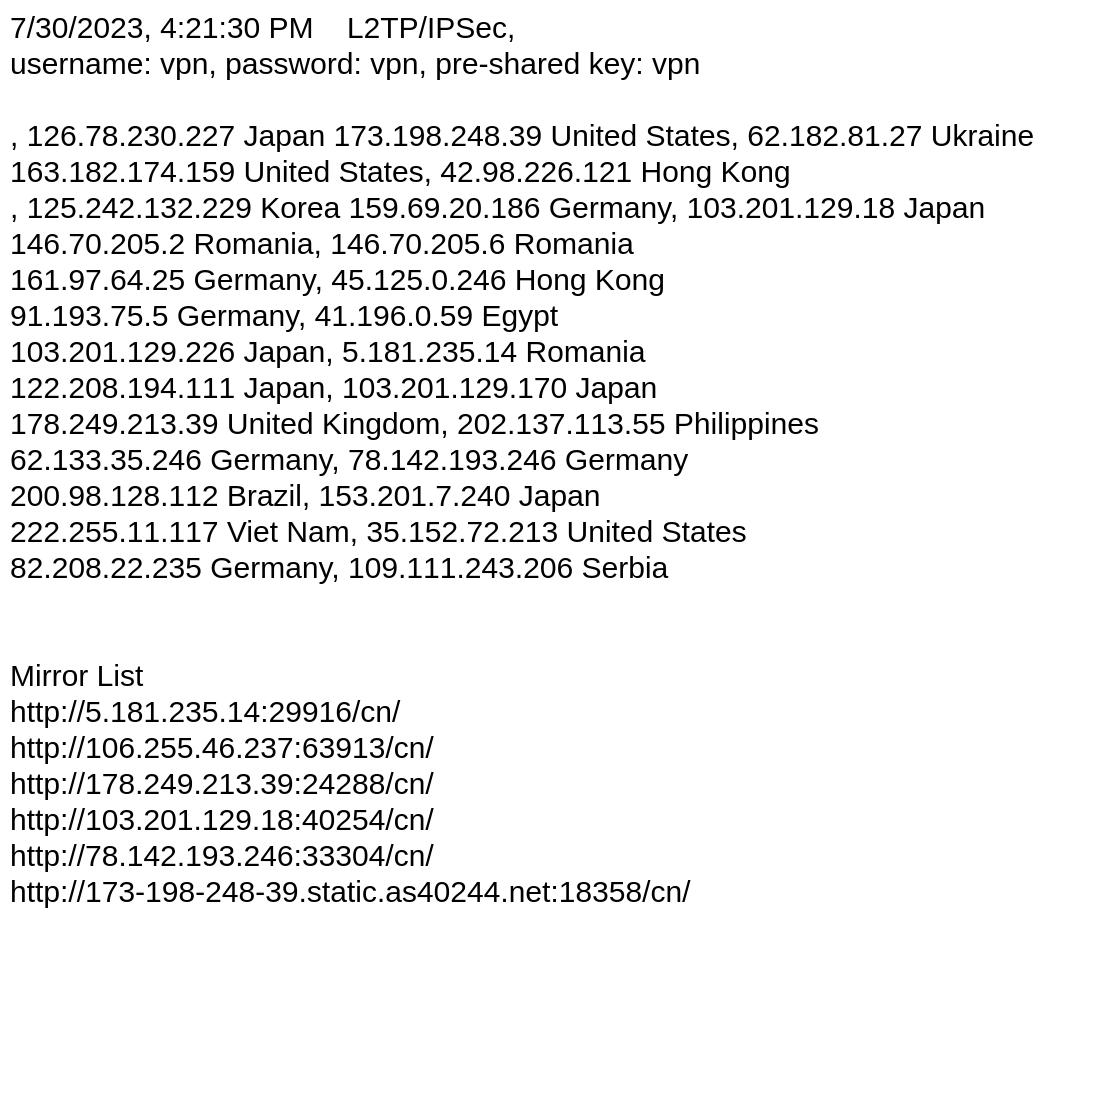 7/30/2023, 4:21:30 PM    L2TP/IPSec,
username: vpn, password: vpn, pre-shared key: vpn
, 126.78.230.227 Japan 173.198.248.39 United States, 62.182.81.27 Ukraine
163.182.174.159 United States, 42.98.226.121 Hong Kong
, 125.242.132.229 Korea 159.69.20.186 Germany, 103.201.129.18 Japan
146.70.205.2 Romania, 146.70.205.6 Romania
161.97.64.25 Germany, 45.125.0.246 Hong Kong
91.193.75.5 Germany, 41.196.0.59 Egypt
103.201.129.226 Japan, 5.181.235.14 Romania
122.208.194.111 Japan, 103.201.129.170 Japan
178.249.213.39 United Kingdom, 202.137.113.55 Philippines
62.133.35.246 Germany, 78.142.193.246 Germany
200.98.128.112 Brazil, 153.201.7.240 Japan
222.255.11.117 Viet Nam, 35.152.72.213 United States
82.208.22.235 Germany, 109.111.243.206 Serbia
Mirror List
http://5.181.235.14:29916/cn/
http://106.255.46.237:63913/cn/
http://178.249.213.39:24288/cn/
http://103.201.129.18:40254/cn/
http://78.142.193.246:33304/cn/
http://173-198-248-39.static.as40244.net:18358/cn/